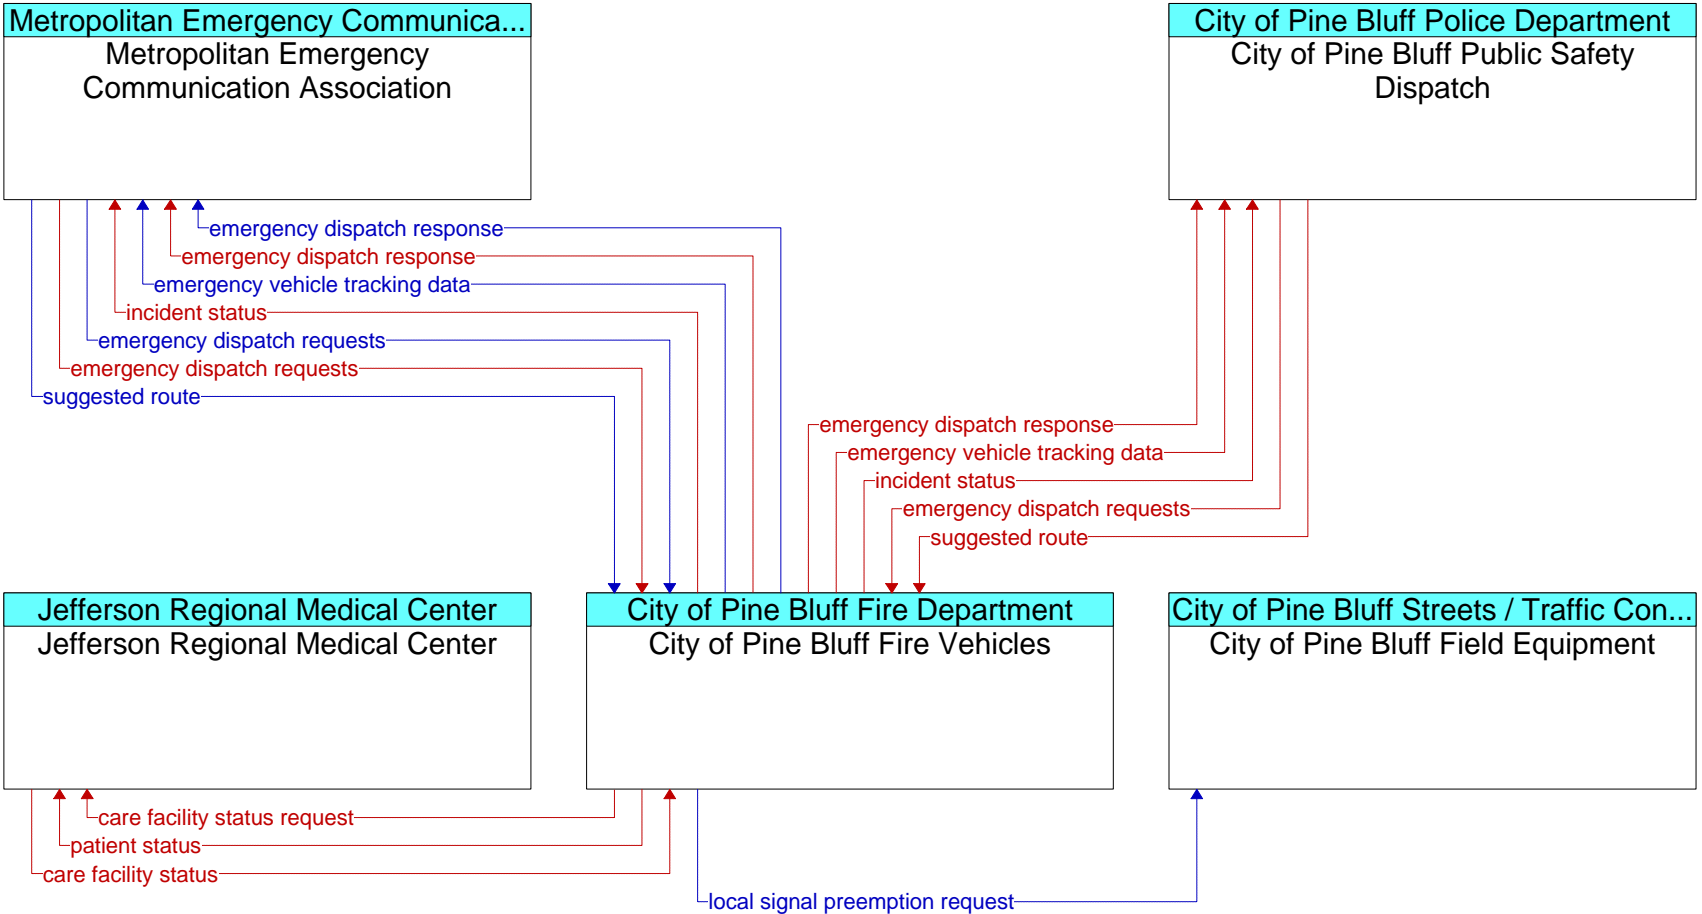 Metropolitan Emergency Communica...
Metropolitan Emergency
Communication Association
City of Pine Bluff Police Department
City of Pine Bluff Public Safety
Dispatch
emergency dispatch response
emergency dispatch response
emergency vehicle tracking data
incident status
emergency dispatch requests
emergency dispatch requests
suggested route
emergency dispatch response
emergency vehicle tracking data
incident status
emergency dispatch requests
suggested route
Jefferson Regional Medical Center
Jefferson Regional Medical Center
City of Pine Bluff Fire Department
City of Pine Bluff Fire Vehicles
City of Pine Bluff Streets / Traffic Con...
City of Pine Bluff Field Equipment
care facility status request
patient status
care facility status
local signal preemption request